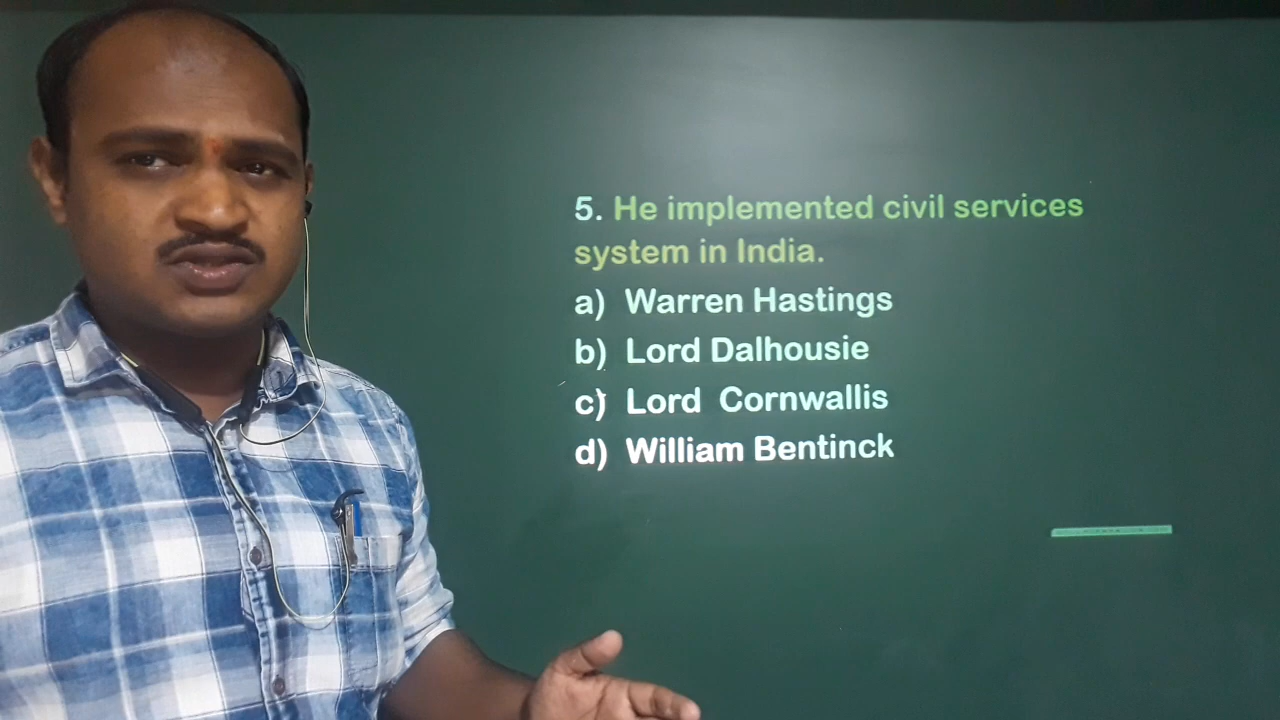 5. He implemented civil services
system in India.
a) Warren Hastings
b) Lord Dalhousie
c) Lord Cornwallis
d) William Bentinck